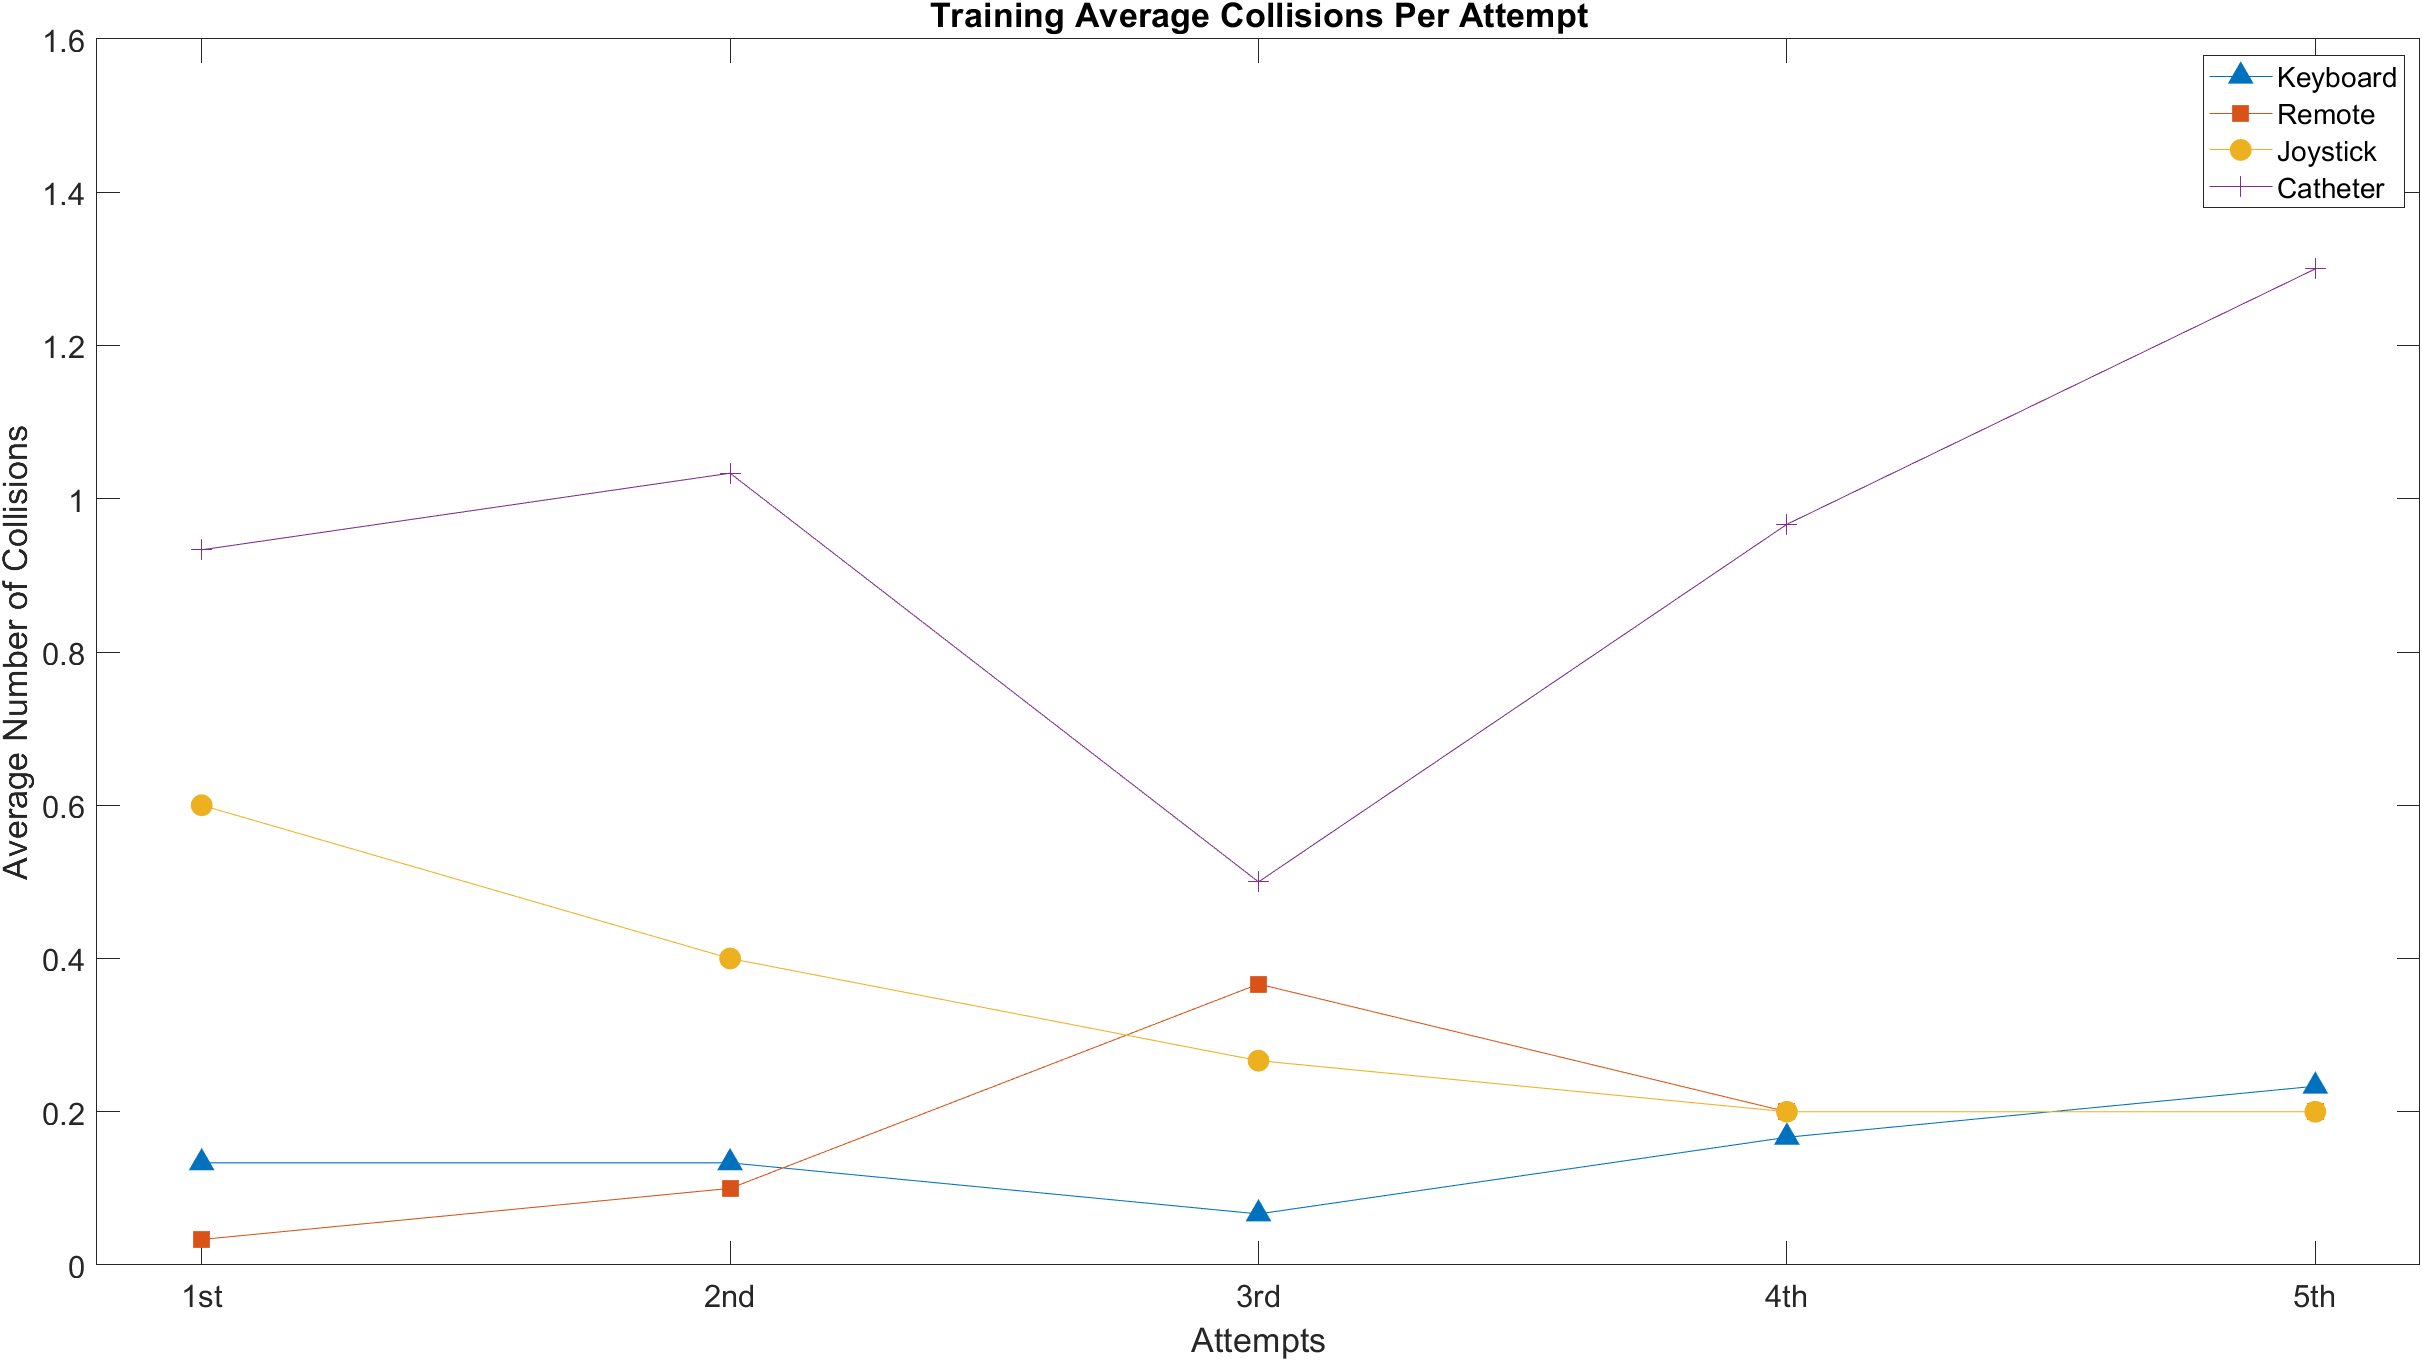 Training Average Collisions Per Attempt
Keyboard
Remote
Joystick
Catheter
Average Number of Collisions
1.6
1.4
1.2
1
0.8
0.6
0.4
0.2
0
1st 2nd 3rd 4th 5th
Attempts